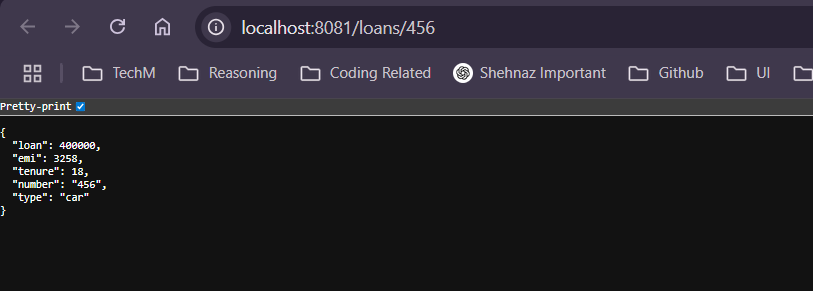 localhost:8081/loans/456
TechM Reasoning Coding Related Shehnaz Important Github UI
Pretty-print
{
  "loan": 400000,
  "emi": 3258,
  "tenure": 18,
  "number": "456",
  "type": "car"
}